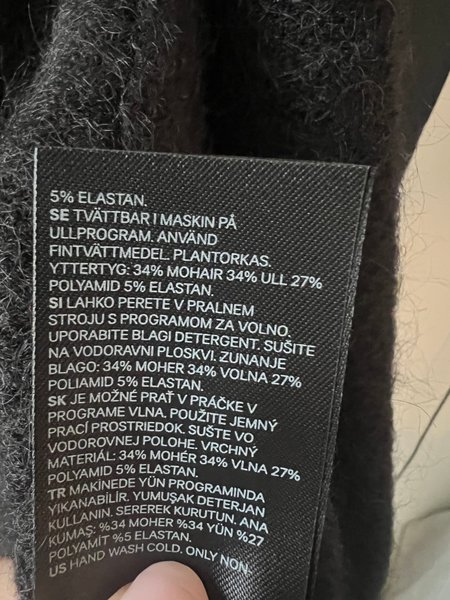 5% ELASTAN.
SE TVÄTTBAR I MASKIN PÅ
ULLPROGRAM. ANVÄND
FINTVÄTTMEDEL. PLANTORKAS.
YTTERTYG: 34% MOHAIR 34% ULL 27%
POLYAMID 5% ELASTAN.
SI LAHKO PERETE V PRALNEM
STROJU S PROGRAMOM ZA VOLNO.
UPORABITE BLAGI DETERGENT. SUŠITE
NA VODORAVNI PLOSKVI. ZUNANJE
BLAGO: 34% MOHER 34% VOLNA 27%
POLIAMID 5% ELASTAN.
SK JE MOŽNÉ PRAŤ V PRÁČKE V
PROGRAME VLNA. POUŽITE JEMNÝ
PRACÍ PROSTRIEDOK. SUŠTE VO
VODOROVNEJ POLOHE. VRCHNÝ
MATERIÁL: 34% MOHÉR 34% VLNA 27%
POLYAMID 5% ELASTAN.
TR MAKİNEDE YÜN PROGRAMINDA
YIKANABİLİR. YUMUŞAK DETERJAN
KULLANIN. SEREREK KURUTUN. ANA
KUMAŞ: %34 MOHER %34 YÜN %27
POLYAMİT %5 ELASTAN.
US HAND WASH COLD. ONLY NON.